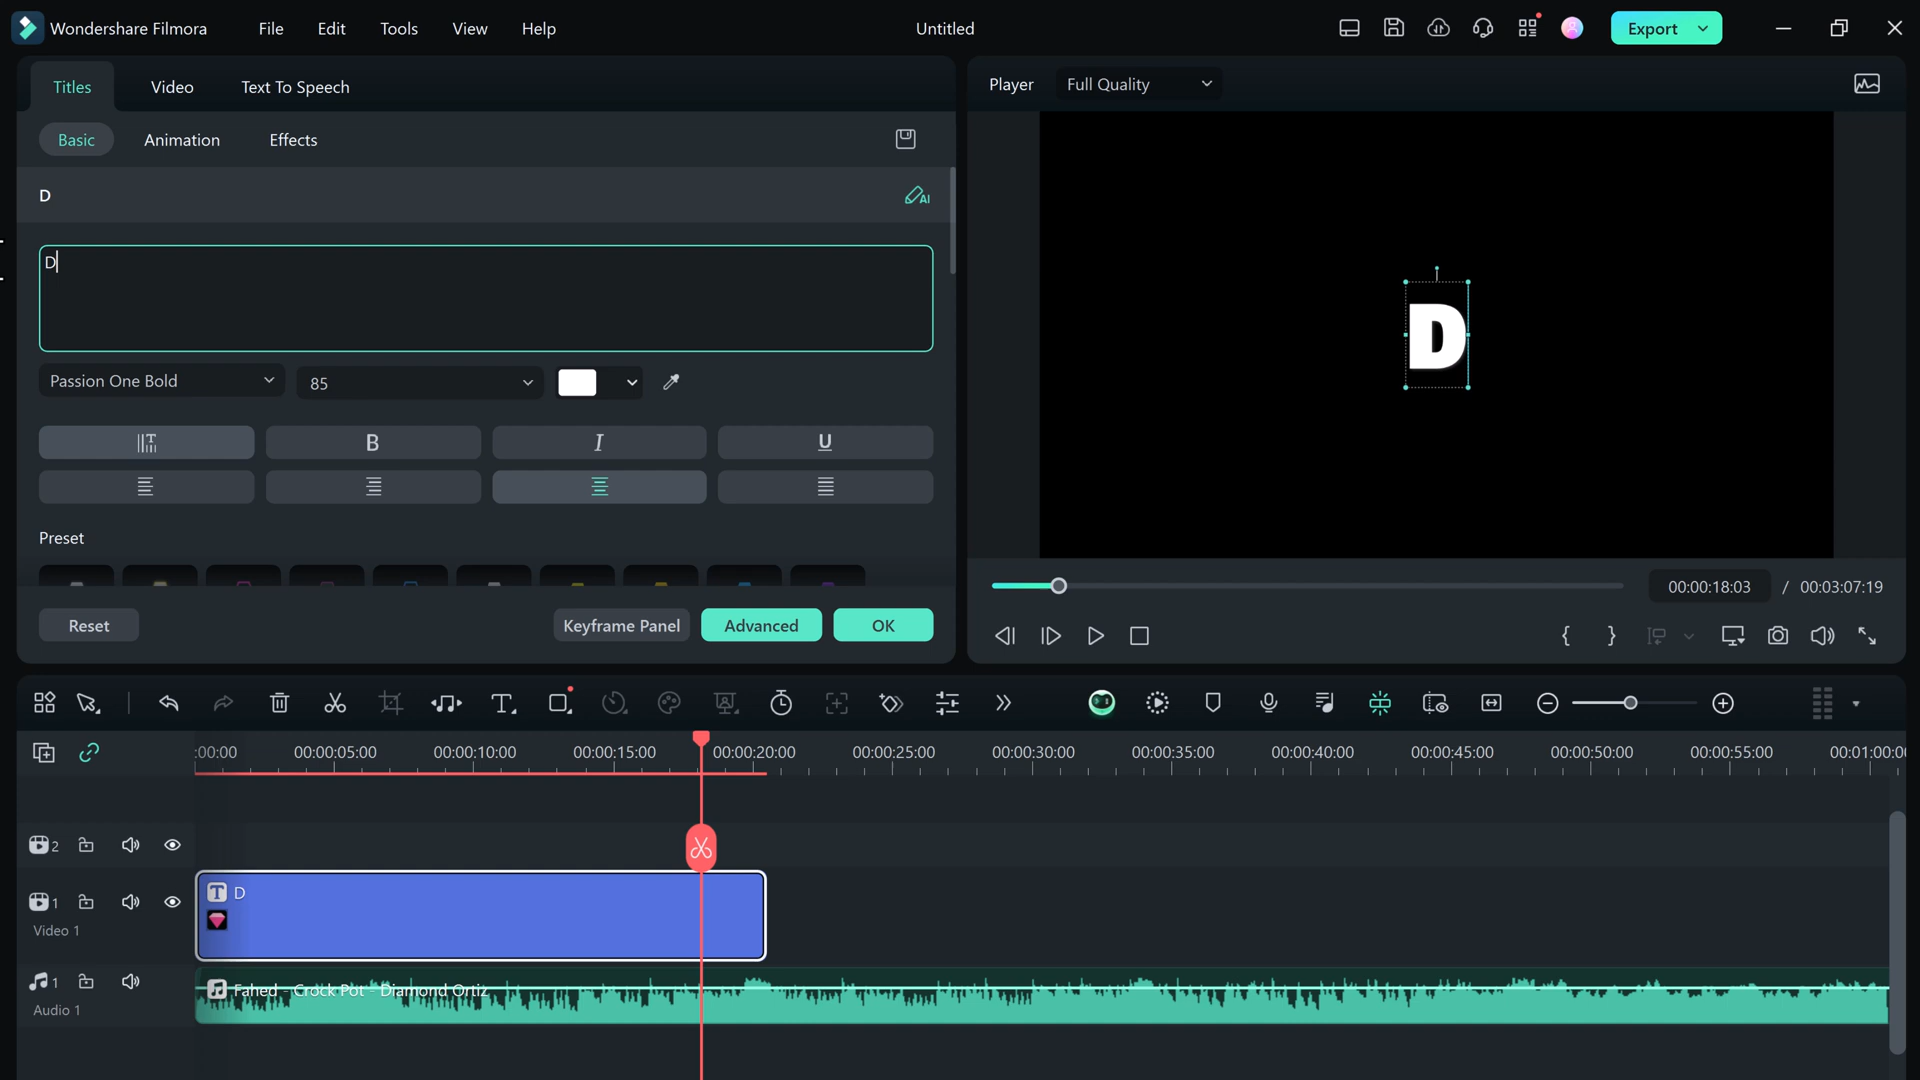 Wondershare Filmora File Edit Tools View Help Untitled Export
Titles Video Text To Speech
Player Full Quality
Basic Animation Effects
D
AI
D
D
Passion One Bold 85
B I U
Preset
00:00:18:03 / 00:03:07:19
Reset Keyframe Panel Advanced OK
:00:00 00:00:05:00 00:00:10:00 00:00:15:00 00:00:20:00 00:00:25:00 00:00:30:00 00:00:35:00 00:00:40:00 00:00:45:00 00:00:50:00 00:00:55:00 00:01:00:0
2
T D
1
Video 1
1
Fahed - Crock Pot - Diamond Ortiz
Audio 1